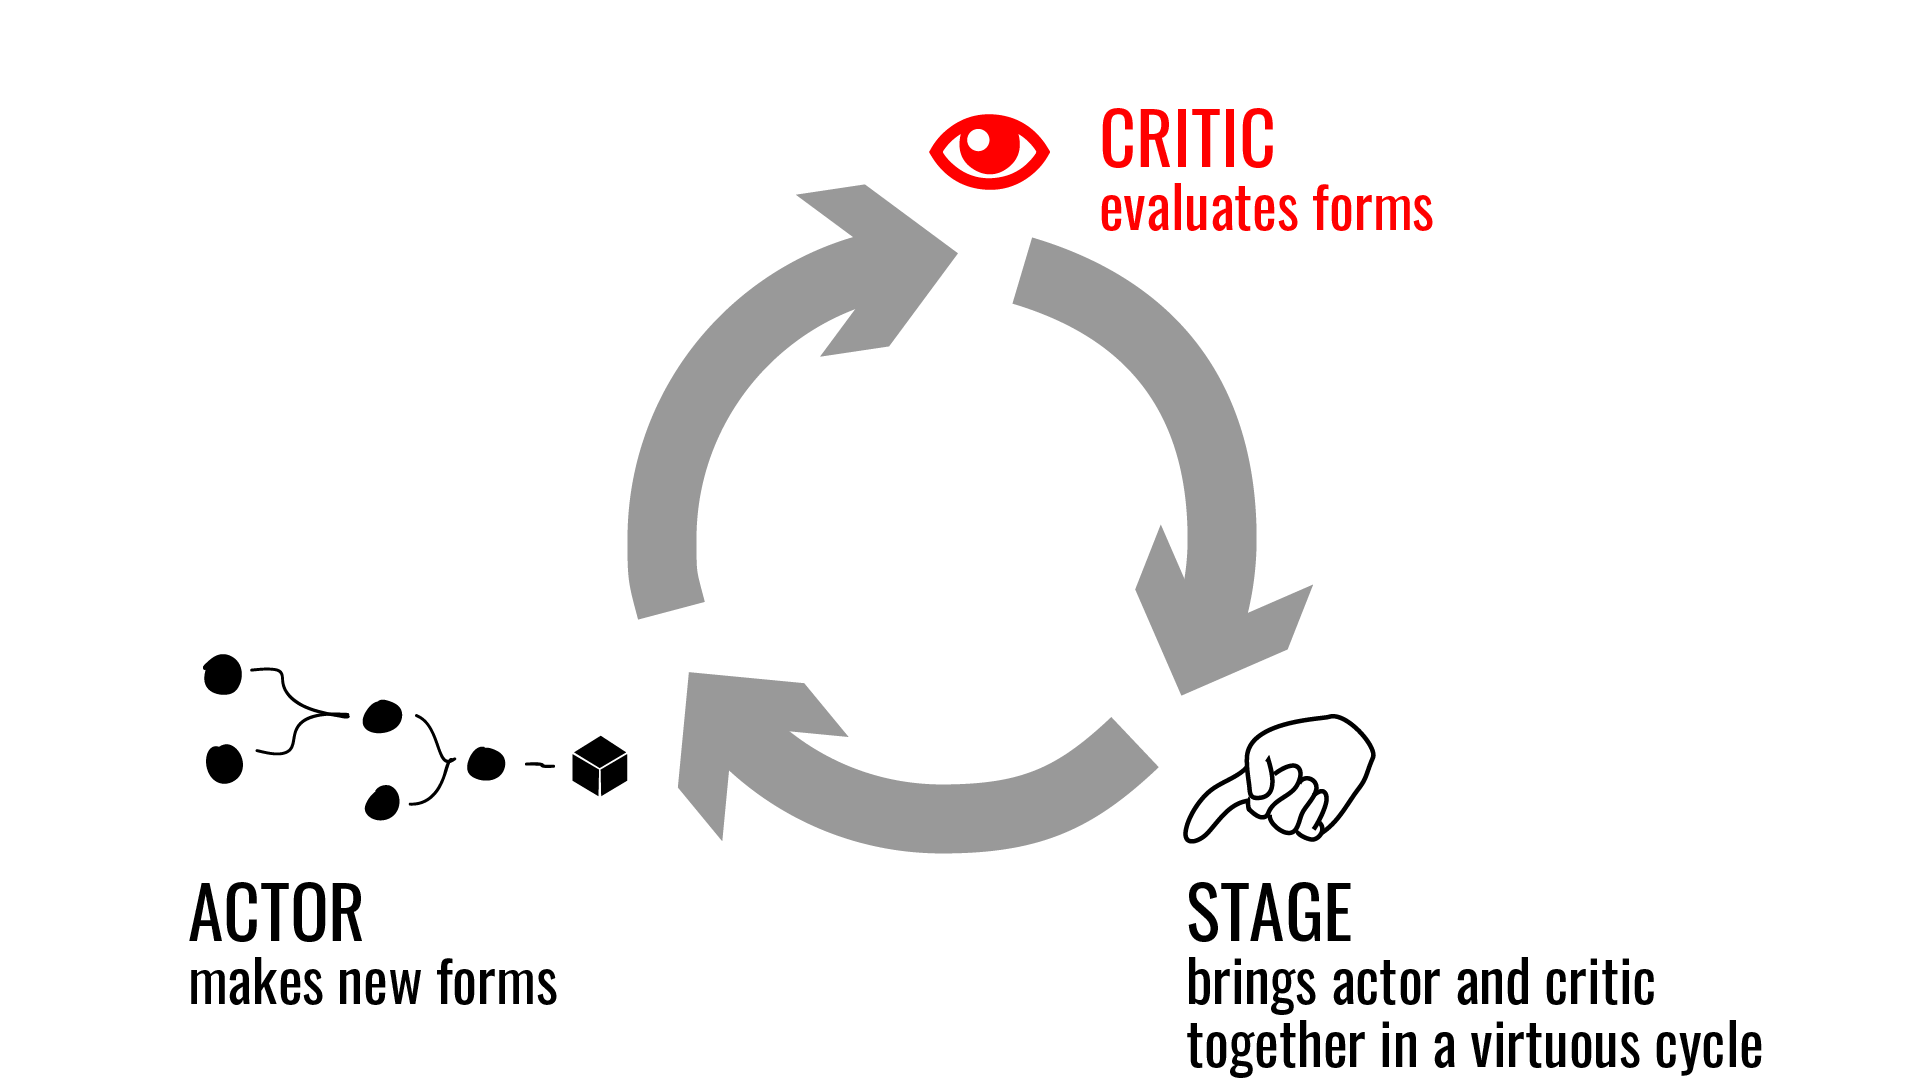 CRITIC
evaluates forms
ACTOR
makes new forms
STAGE
brings actor and critic
together in a virtuous cycle